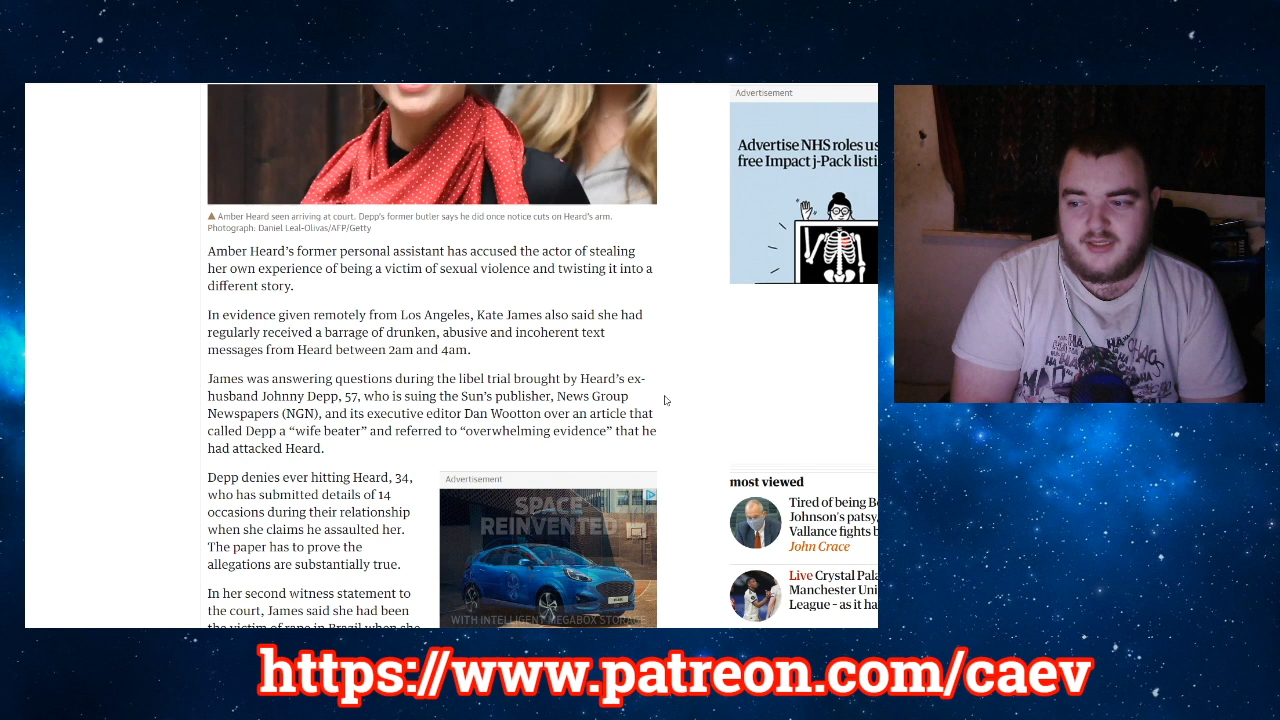 Amber Heard seen arriving at court. Depp's former butler says he did once notice cuts on Heard's arm.
Photograph: Daniel Leal-Olivas/AFP/Getty
Amber Heard's former personal assistant has accused the actor of stealing
her own experience of being a victim of sexual violence and twisting it into a
different story.
In evidence given remotely from Los Angeles, Kate James also said she had
regularly received a barrage of drunken, abusive and incoherent text
messages from Heard between 2am and 4am.
James was answering questions during the libel trial brought by Heard's ex-
husband Johnny Depp, 57, who is suing the Sun's publisher, News Group
Newspapers (NGN), and its executive editor Dan Wootton over an article that
called Depp a “wife beater” and referred to “overwhelming evidence” that he
had attacked Heard.
Depp denies ever hitting Heard, 34,
who has submitted details of 14
occasions during their relationship
when she claims he assaulted her.
The paper has to prove the
allegations are substantially true.
In her second witness statement to
the court, James said she had been
the victim of rape in Brazil when she
Advertisement
SPACE
REINVENTED
WITH INTELLIGENT MEGABOX STORAGE
Advertisement
Advertise NHS roles us
free Impact j-Pack listi
most viewed
Tired of being B
Johnson's patsy,
Vallance fights b
John Crace
Live Crystal Pala
Manchester Uni
League – as it ha
MAD
https://www.patreon.com/caev